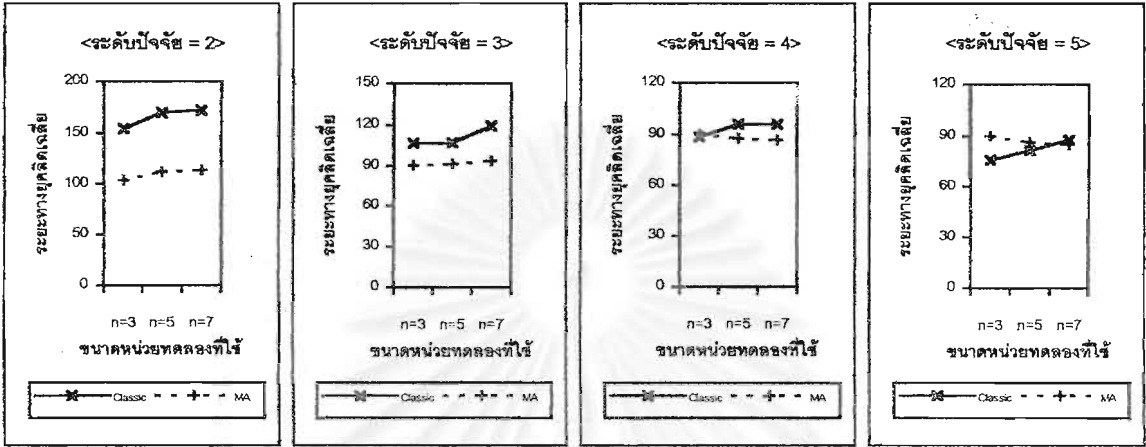 <ระดับปัจจัย = 2>
200
150
100
50
0
ระยะทางยุคลิดเฉลี่ย
n=3 n=5 n=7
ขนาดหน่วยทดลองที่ใช้
Classic MA
<ระดับปัจจัย = 3>
150
120
90
60
30
0
ระยะทางยุคลิดเฉลี่ย
n=3 n=5 n=7
ขนาดหน่วยทดลองที่ใช้
Classic MA
<ระดับปัจจัย = 4>
120
90
60
30
0
ระยะทางยุคลิดเฉลี่ย
n=3 n=5 n=7
ขนาดหน่วยทดลองที่ใช้
Classic MA
<ระดับปัจจัย = 5>
120
90
60
30
0
ระยะทางยุคลิดเฉลี่ย
n=3 n=5 n=7
ขนาดหน่วยทดลองที่ใช้
Classic MA